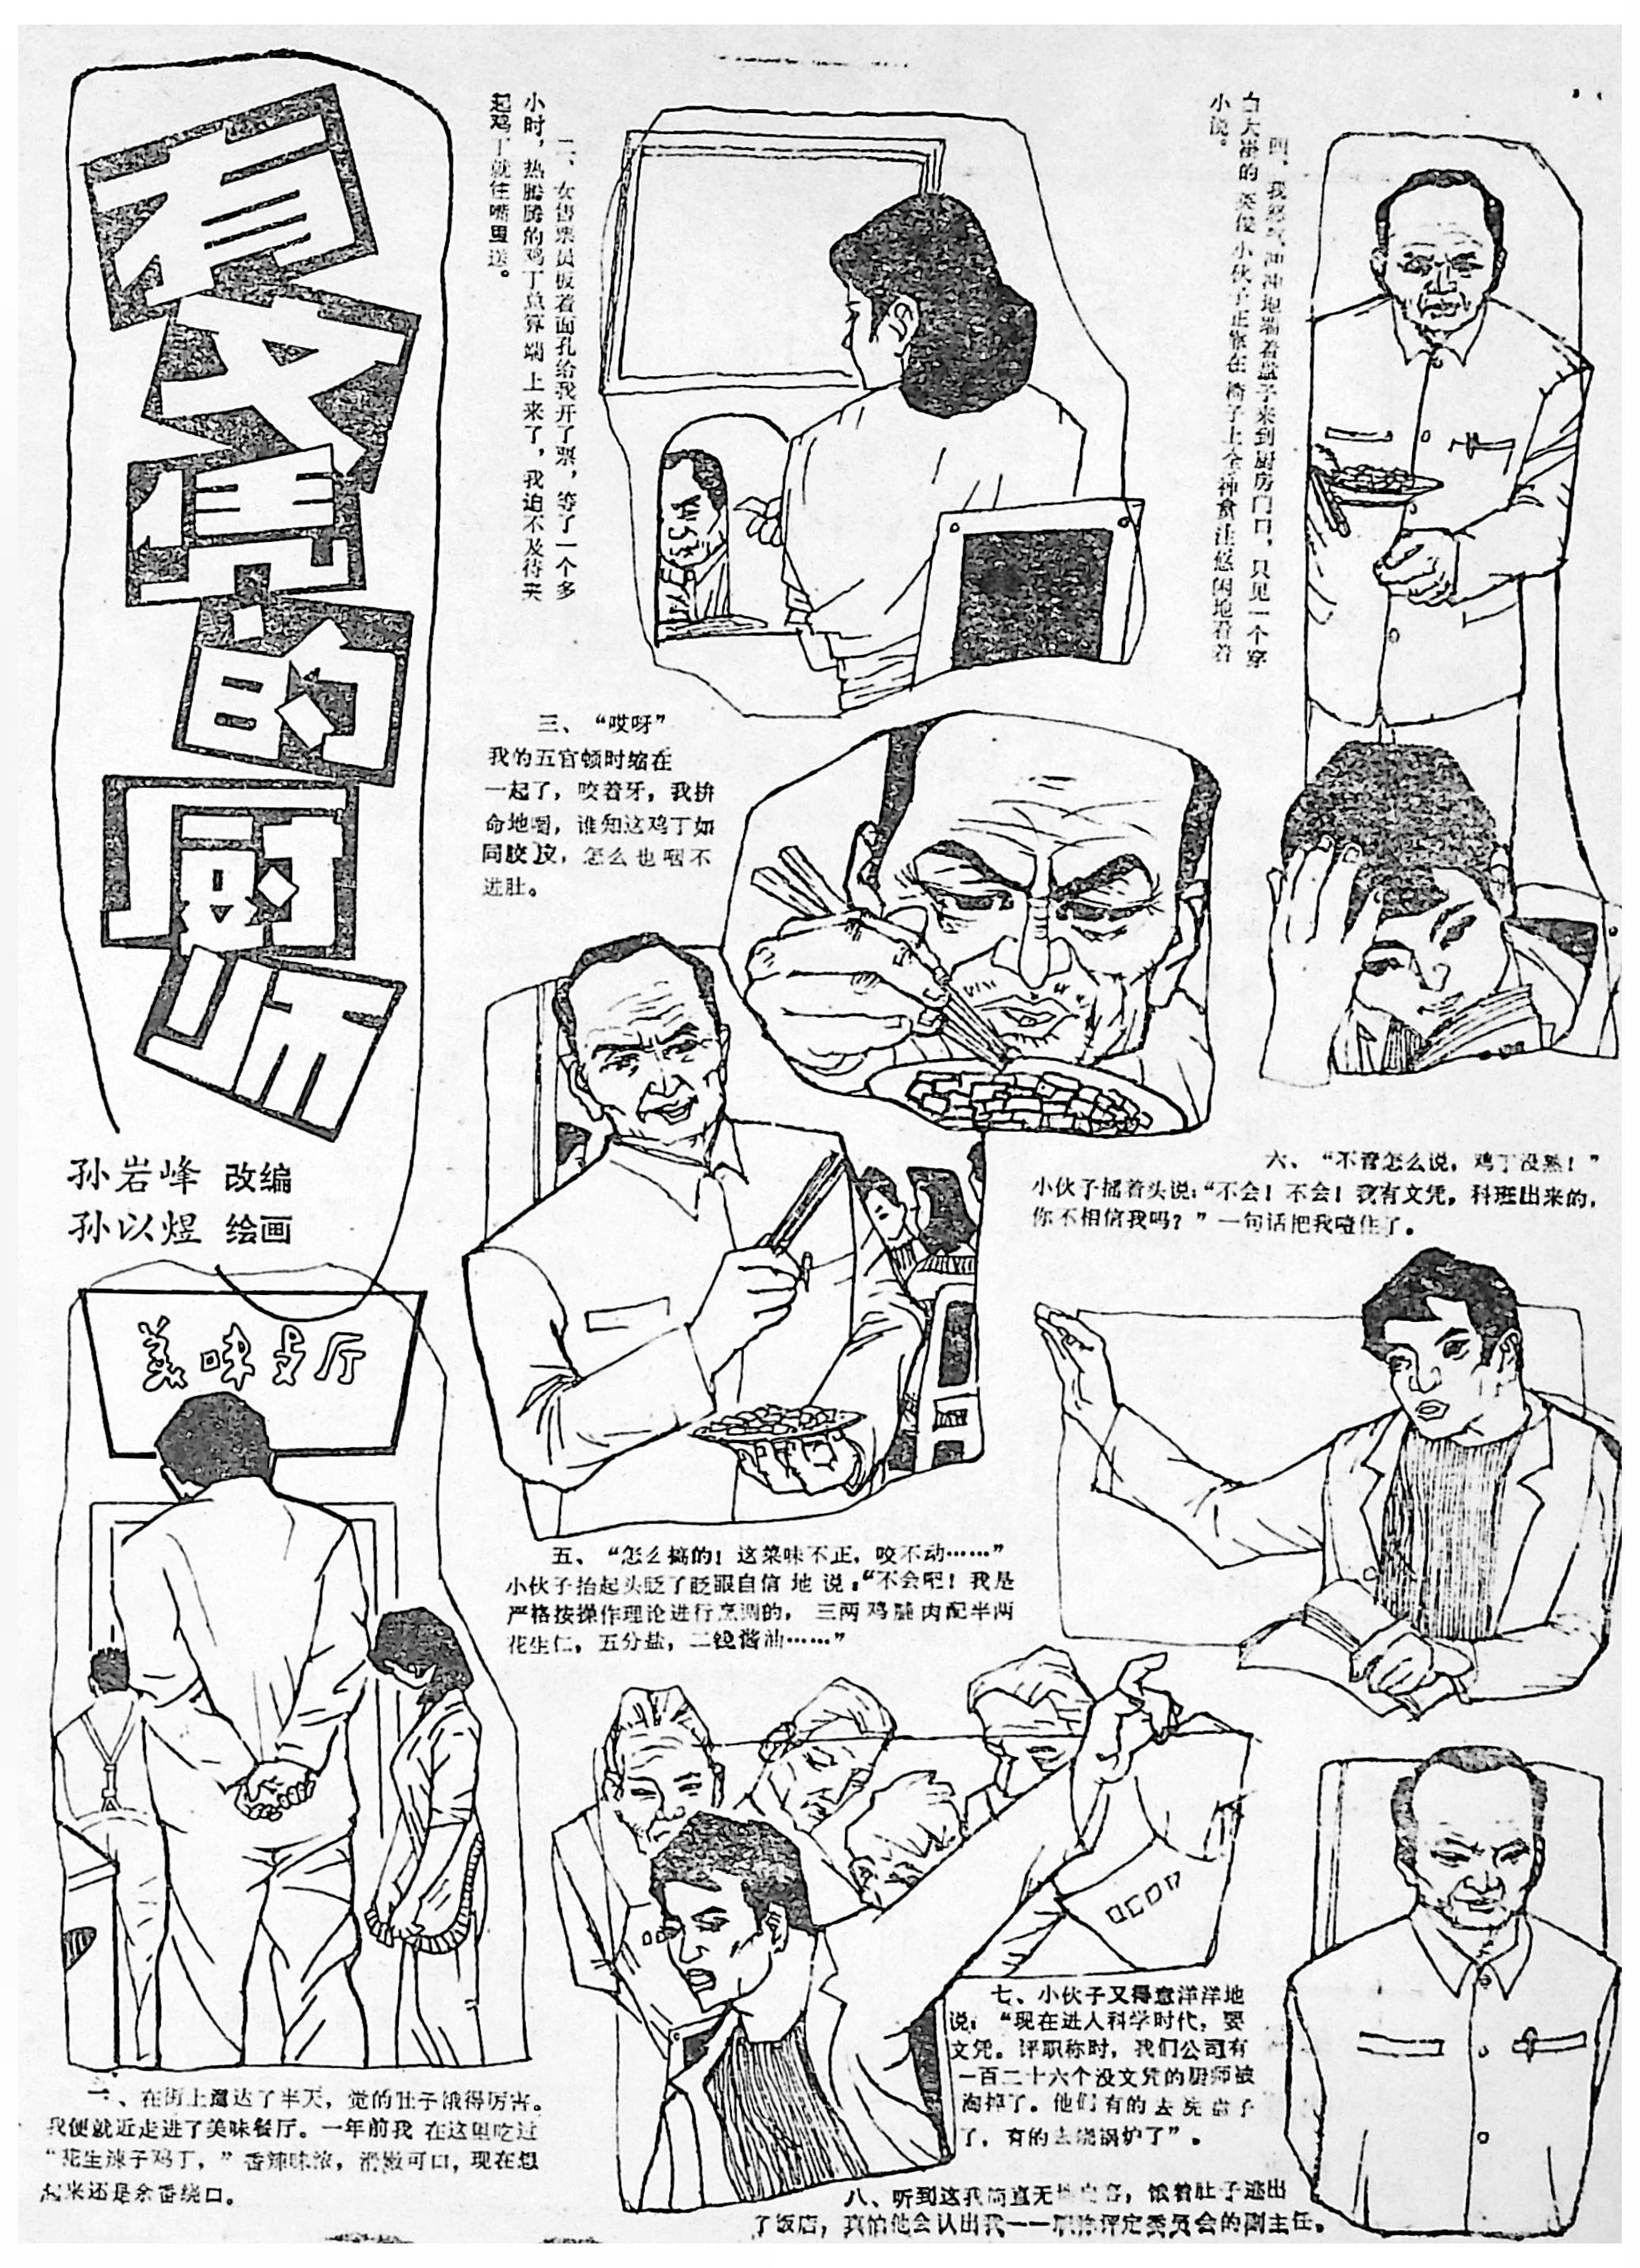 有文凭的厨师
孙岩峰 改编
孙以煜 绘画
美味餐厅
一、在街上遛达了半天，觉的肚子饿得厉害。
我便就近走进了美味餐厅。一年前我在这里吃过
“花生辣子鸡丁，”香辣味浓，滑嫩可口，现在想
起来还是余香绕口。
二、女售票员板着面孔给我开了票，等了一个多
小时，热腾腾的鸡丁总算端上来了，我迫不及待夹
起鸡丁就往嘴里送。
三、“哎呀”
我的五官顿时缩在
一起了，咬着牙，我拚
命地嚼，谁知这鸡丁如
同胶皮，怎么也咽不
进肚。
四、我怒气冲冲地端着盘子来到厨房门口，只见一个穿
白大褂的英俊小伙子正靠在椅子上全神贯注悠闲地看着
小说。
五、“怎么搞的！这菜味不正，咬不动……”
小伙子抬起头眨了眨眼自信地说：“不会吧！我是
严格按操作理论进行烹调的，三两鸡脯肉配半两
花生仁，五分盐，二钱酱油……”
六、“不管怎么说，鸡丁没熟！”
小伙子摇着头说：“不会！不会！我有文凭，科班出来的，
你不相信我吗？”一句话把我噎住了。
七、小伙子又得意洋洋地
说：“现在进入科学时代，要
文凭。评职称时，我们公司有
一百二十六个没文凭的厨师被
淘掉了。他们有的去洗盘子
了，有的去烧锅炉了”。
八、听到这我简直无地自容，饿着肚子逃出
了饭店，真怕他会认出我——职称评定委员会的副主任。